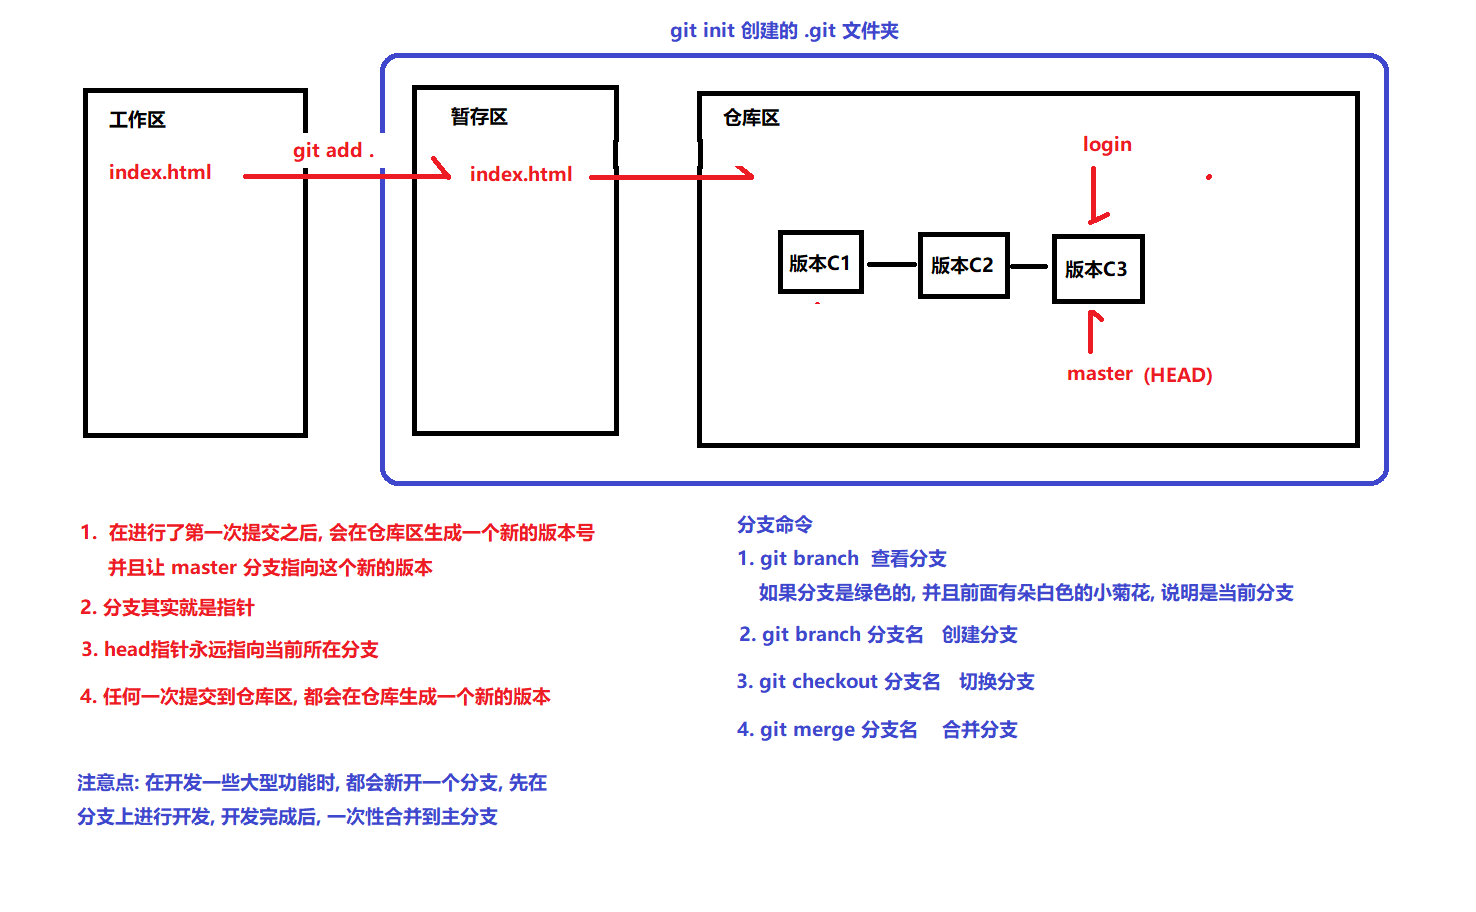 git init 创建的 .git 文件夹
工作区
暂存区
仓库区
git add .
login
index.html
index.html
版本C1
版本C2
版本C3
master (HEAD)
1. 在进行了第一次提交之后, 会在仓库区生成一个新的版本号
并且让 master 分支指向这个新的版本
2. 分支其实就是指针
3. head指针永远指向当前所在分支
4. 任何一次提交到仓库区, 都会在仓库生成一个新的版本
注意点: 在开发一些大型功能时, 都会新开一个分支, 先在
分支上进行开发, 开发完成后, 一次性合并到主分支
分支命令
1. git branch 查看分支
如果分支是绿色的, 并且前面有朵白色的小菊花, 说明是当前分支
2. git branch 分支名 创建分支
3. git checkout 分支名 切换分支
4. git merge 分支名 合并分支